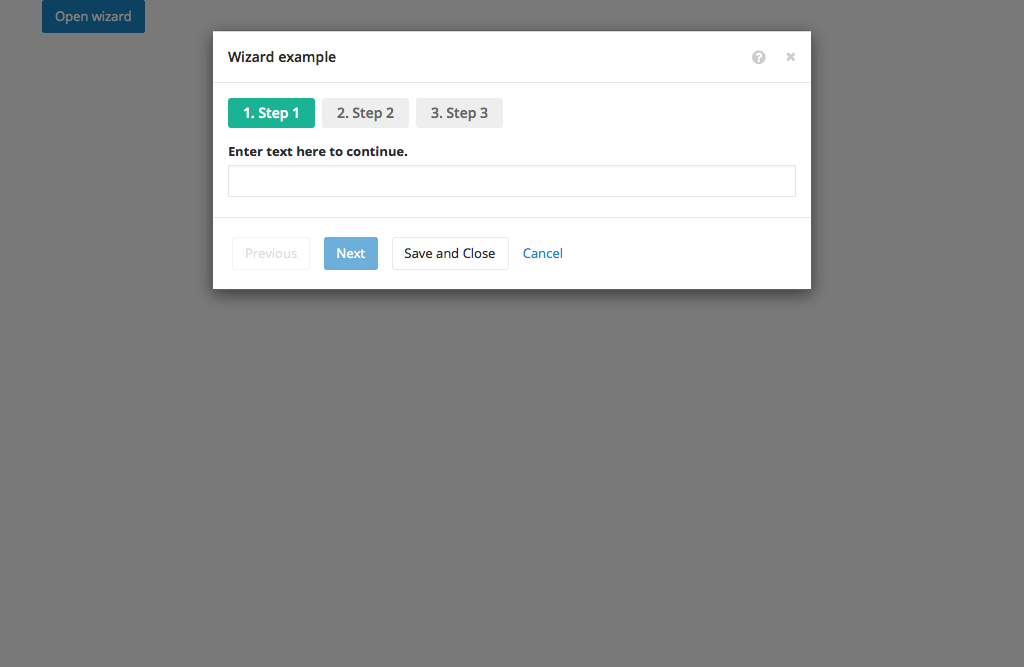 Open wizard
Wizard example
1. Step 1 2. Step 2 3. Step 3
Enter text here to continue.
Previous Next Save and Close Cancel